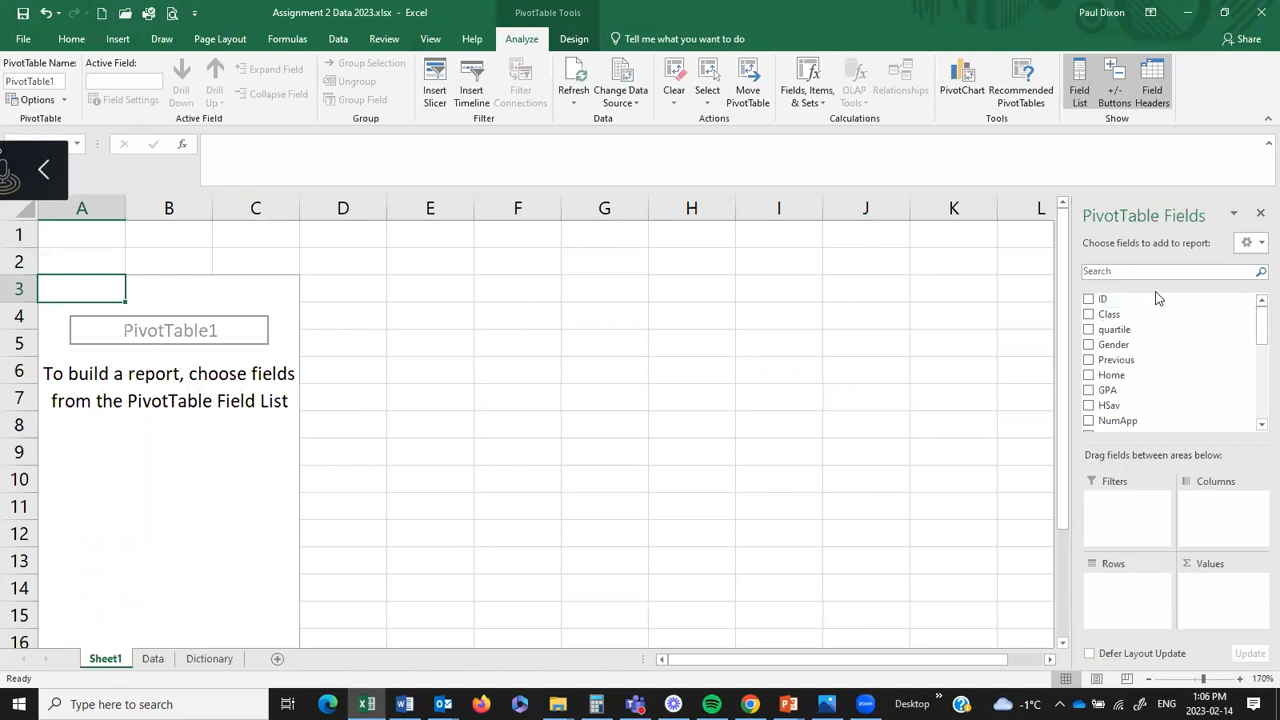 Assignment 2 Data 2023.xlsx - Excel
PivotTable Tools
Paul Dixon
File Home Insert Draw Page Layout Formulas Data Review View Help Analyze Design Tell me what you want to do Share
PivotTable Name:
PivotTable1
Options
PivotTable
Active Field:
Field Settings
Drill Down
Drill Up
Expand Field
Collapse Field
Active Field
Group Selection
Ungroup
Group Field
Group
Insert Slicer
Insert Timeline
Filter Connections
Filter
Refresh
Change Data Source
Data
Clear
Select
Move PivotTable
Actions
Fields, Items, & Sets
OLAP Tools
Relationships
Calculations
PivotChart
Recommended PivotTables
Tools
Field List
+/- Buttons
Field Headers
Show
fx
A B C D E F G H I J K L
1
2
3
4
5
6
7
8
9
10
11
12
13
14
15
16
PivotTable1
To build a report, choose fields
from the PivotTable Field List
PivotTable Fields
Choose fields to add to report:
Search
ID
Class
quartile
Gender
Previous
Home
GPA
HSav
NumApp
Drag fields between areas below:
Filters
Columns
Rows
Σ Values
Defer Layout Update
Update
Sheet1 Data Dictionary
Ready
170%
Type here to search
Desktop
-1°C
ENG
1:06 PM
2023-02-14